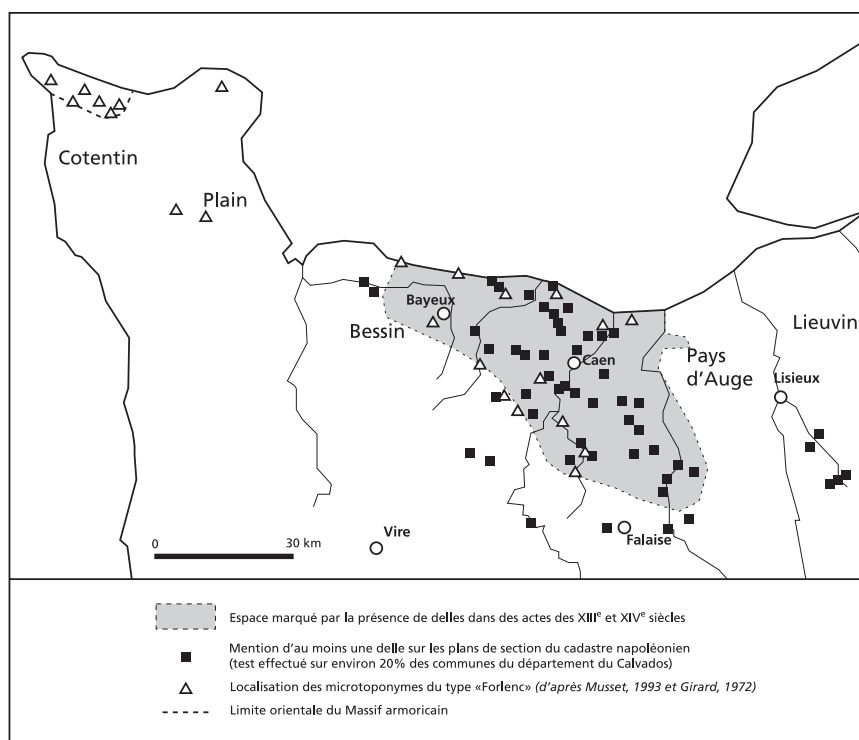 Cotentin
Plain
Bayeux
Bessin
Caen
Pays
d'Auge
Lieuvin
Lisieux
Vire
Falaise
0 30 km
Espace marqué par la présence de delles dans des actes des XIIIe et XIVe siècles
Mention d'au moins une delle sur les plans de section du cadastre napoléonien
(test effectué sur environ 20% des communes du département du Calvados)
Localisation des microtoponymes du type «Forlenc» (d'après Musset, 1993 et Girard, 1972)
Limite orientale du Massif armoricain